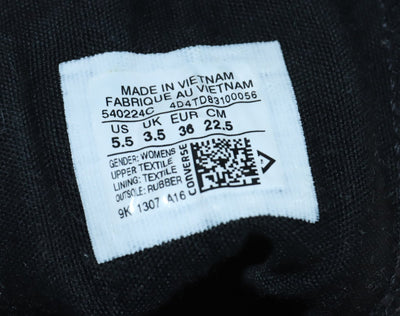 MADE IN VIETNAM
FABRIQUE AU VIETNAM
540224C 4D4TD83100056
US UK EUR CM
5.5 3.5 36 22.5
GENDER: WOMENS
UPPER: TEXTILE
LINING: TEXTILE
OUTSOLE: RUBBER
CONVERSE
9K 1307 A16